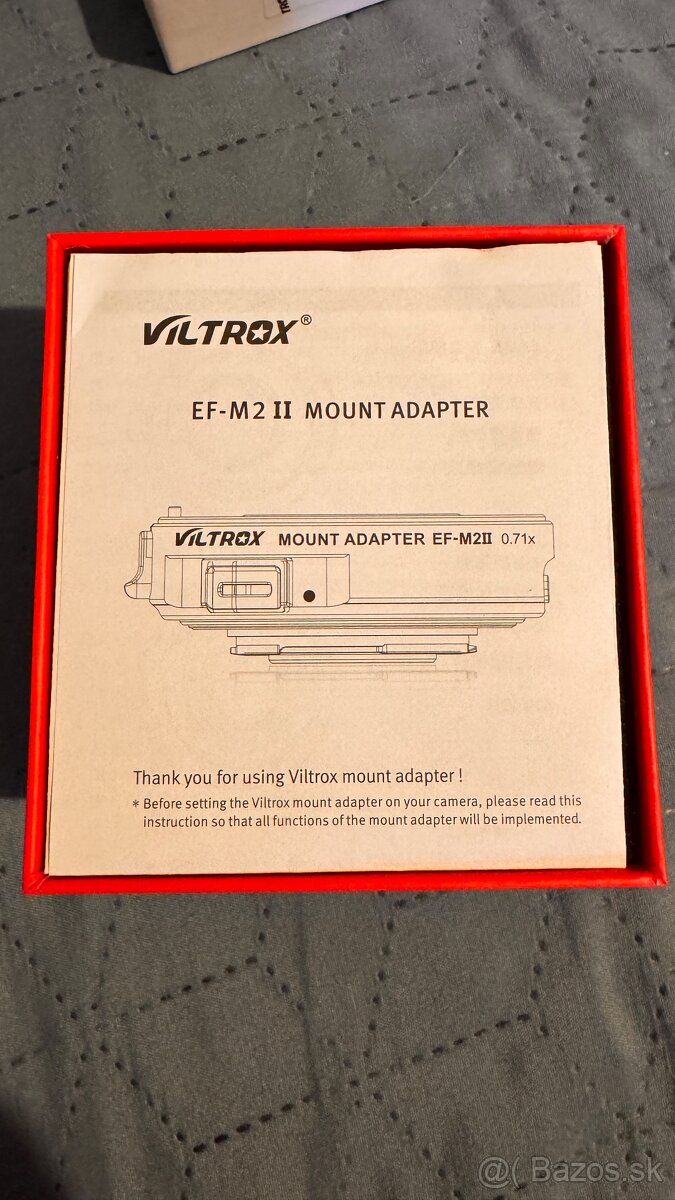 VILTROX®
EF-M2 II MOUNT ADAPTER
VILTROX MOUNT ADAPTER EF-M2II 0.71x
Thank you for using Viltrox mount adapter !
* Before setting the Viltrox mount adapter on your camera, please read this
instruction so that all functions of the mount adapter will be implemented.
@( Bazos.sk